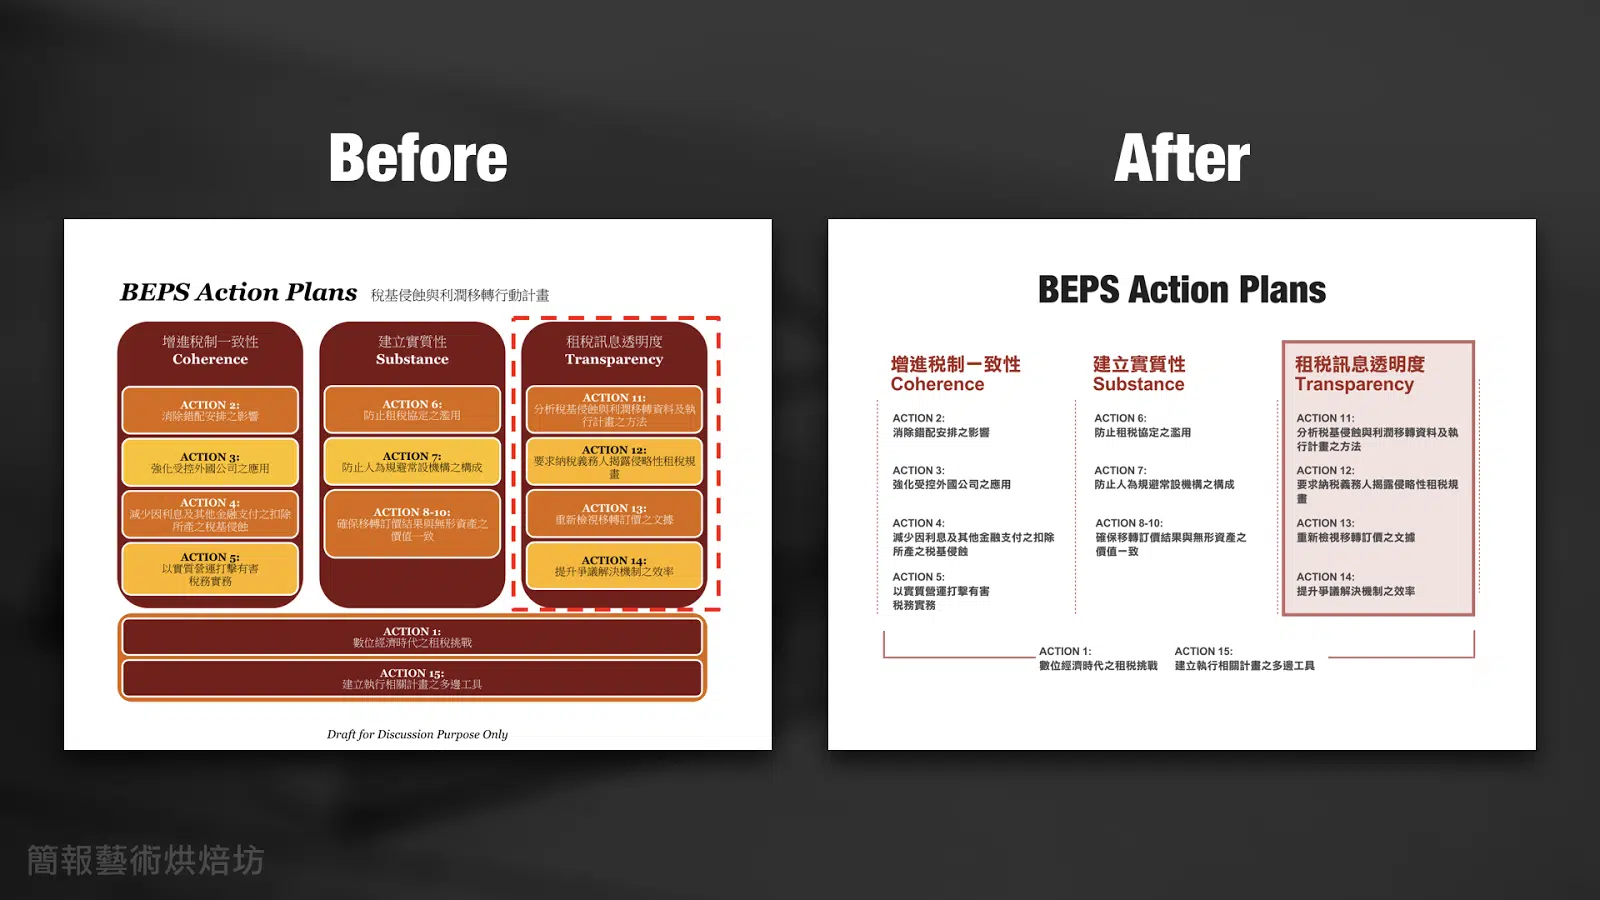 Before
BEPS Action Plans 稅基侵蝕與利潤移轉行動計畫
增進稅制一致性
Coherence
ACTION 2:
消除錯配安排之影響
ACTION 3:
強化受控外國公司之應用
ACTION 4:
減少因利息及其他金融支付之扣除
所產之稅基侵蝕
ACTION 5:
以實質營運打擊有害
稅務實務
建立實質性
Substance
ACTION 6:
防止租稅協定之濫用
ACTION 7:
防止人為規避常設機構之構成
ACTION 8-10:
確保移轉訂價結果與無形資產之
價值一致
租稅訊息透明度
Transparency
ACTION 11:
分析稅基侵蝕與利潤移轉資料及執
行計畫之方法
ACTION 12:
要求納稅義務人揭露侵略性租稅規
畫
ACTION 13:
重新檢視移轉訂價之文據
ACTION 14:
提升爭議解決機制之效率
ACTION 1:
數位經濟時代之租稅挑戰
ACTION 15:
建立執行相關計畫之多邊工具
Draft for Discussion Purpose Only
After
BEPS Action Plans
增進稅制一致性
Coherence
ACTION 2:
消除錯配安排之影響
ACTION 3:
強化受控外國公司之應用
ACTION 4:
減少因利息及其他金融支付之扣除
所產之稅基侵蝕
ACTION 5:
以實質營運打擊有害
稅務實務
建立實質性
Substance
ACTION 6:
防止租稅協定之濫用
ACTION 7:
防止人為規避常設機構之構成
ACTION 8-10:
確保移轉訂價結果與無形資產之
價值一致
租稅訊息透明度
Transparency
ACTION 11:
分析稅基侵蝕與利潤移轉資料及執
行計畫之方法
ACTION 12:
要求納稅義務人揭露侵略性租稅規
畫
ACTION 13:
重新檢視移轉訂價之文據
ACTION 14:
提升爭議解決機制之效率
ACTION 1:
數位經濟時代之租稅挑戰
ACTION 15:
建立執行相關計畫之多邊工具
簡報藝術烘焙坊